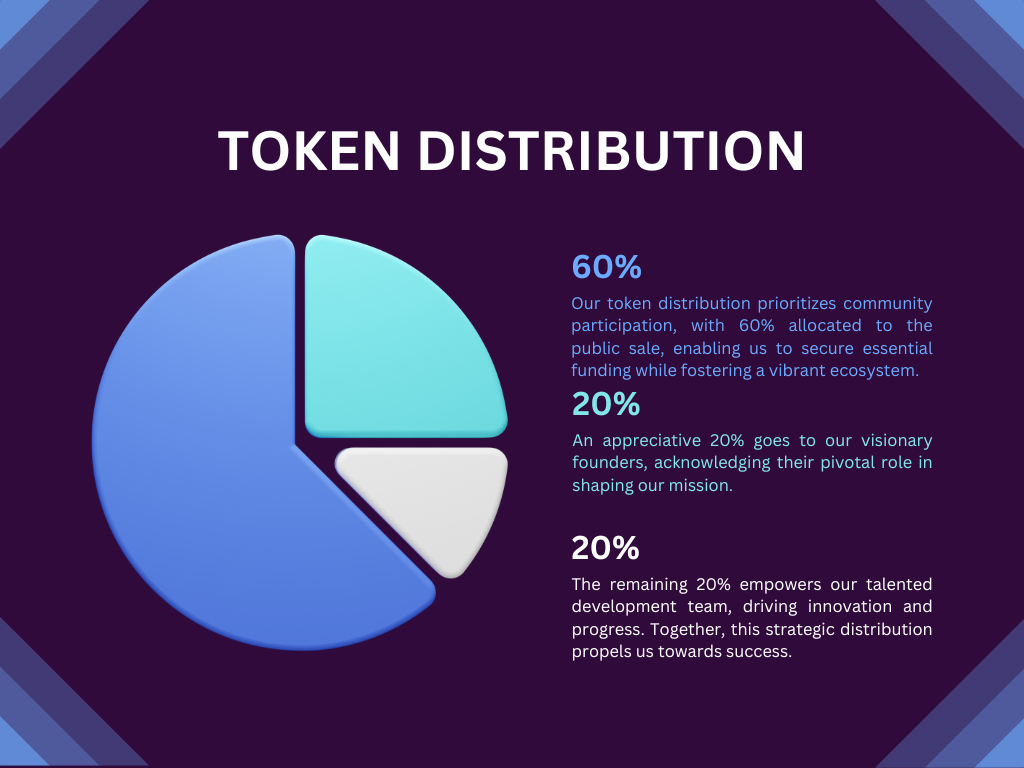 TOKEN DISTRIBUTION
60%
Our token distribution prioritizes community
participation, with 60% allocated to the
public sale, enabling us to secure essential
funding while fostering a vibrant ecosystem.
20%
An appreciative 20% goes to our visionary
founders, acknowledging their pivotal role in
shaping our mission.
20%
The remaining 20% empowers our talented
development team, driving innovation and
progress. Together, this strategic distribution
propels us towards success.